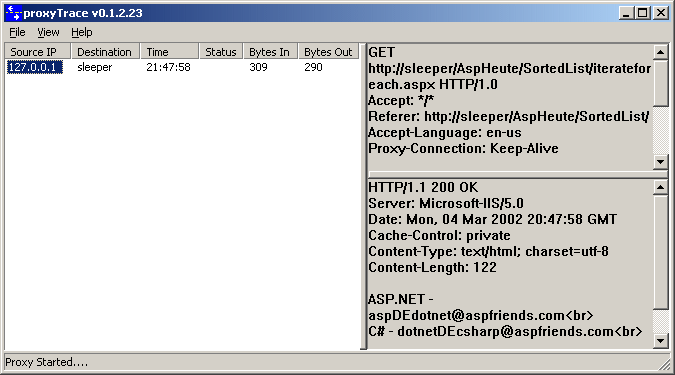 proxyTrace v0.1.2.23
File View Help
Source IP Destination Time Status Bytes In Bytes Out
127.0.0.1 sleeper 21:47:58 309 290
GET
http://sleeper/AspHeute/SortedList/iteratefor
each.aspx HTTP/1.0
Accept: */*
Referer: http://sleeper/AspHeute/SortedList/
Accept-Language: en-us
Proxy-Connection: Keep-Alive
HTTP/1.1 200 OK
Server: Microsoft-IIS/5.0
Date: Mon, 04 Mar 2002 20:47:58 GMT
Cache-Control: private
Content-Type: text/html; charset=utf-8
Content-Length: 122
ASP.NET -
aspDEdotnet@aspfriends.com<br>
C# - dotnetDEcsharp@aspfriends.com<br>
Proxy Started....